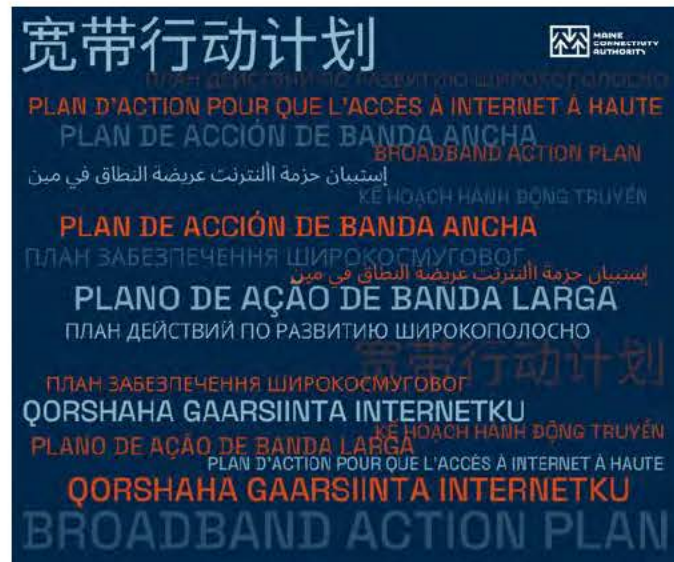 宽带行动计划
MAINE
CONNECTIVITY
AUTHORITY
ПЛАН ДЕЙСТВИЙ ПО РАЗВИТИЮ ШИРОКОПОЛОСНО
PLAN D'ACTION POUR QUE L'ACCÈS À INTERNET À HAUTE
PLAN DE ACCIÓN DE BANDA ANCHA
BROADBAND ACTION PLAN
إستبيان حزمة األنترنت عريضة النطاق في مين
KẾ HOẠCH HÀNH ĐỘNG TRUYỀN
PLAN DE ACCIÓN DE BANDA ANCHA
ПЛАН ЗАБЕЗПЕЧЕННЯ ШИРОКОСМУГОВОГ
إستبيان حزمة األنترنت عريضة النطاق في مين
PLANO DE AÇÃO DE BANDA LARGA
ПЛАН ДЕЙСТВИЙ ПО РАЗВИТИЮ ШИРОКОПОЛОСНО
宽带行动计划
ПЛАН ЗАБЕЗПЕЧЕННЯ ШИРОКОСМУГОВОГ
QORSHAHA GAARSIINTA INTERNETKU
KẾ HOẠCH HÀNH ĐỘNG TRUYỀN
PLANO DE AÇÃO DE BANDA LARGA
PLAN D'ACTION POUR QUE L'ACCÈS À INTERNET À HAUTE
QORSHAHA GAARSIINTA INTERNETKU
BROADBAND ACTION PLAN